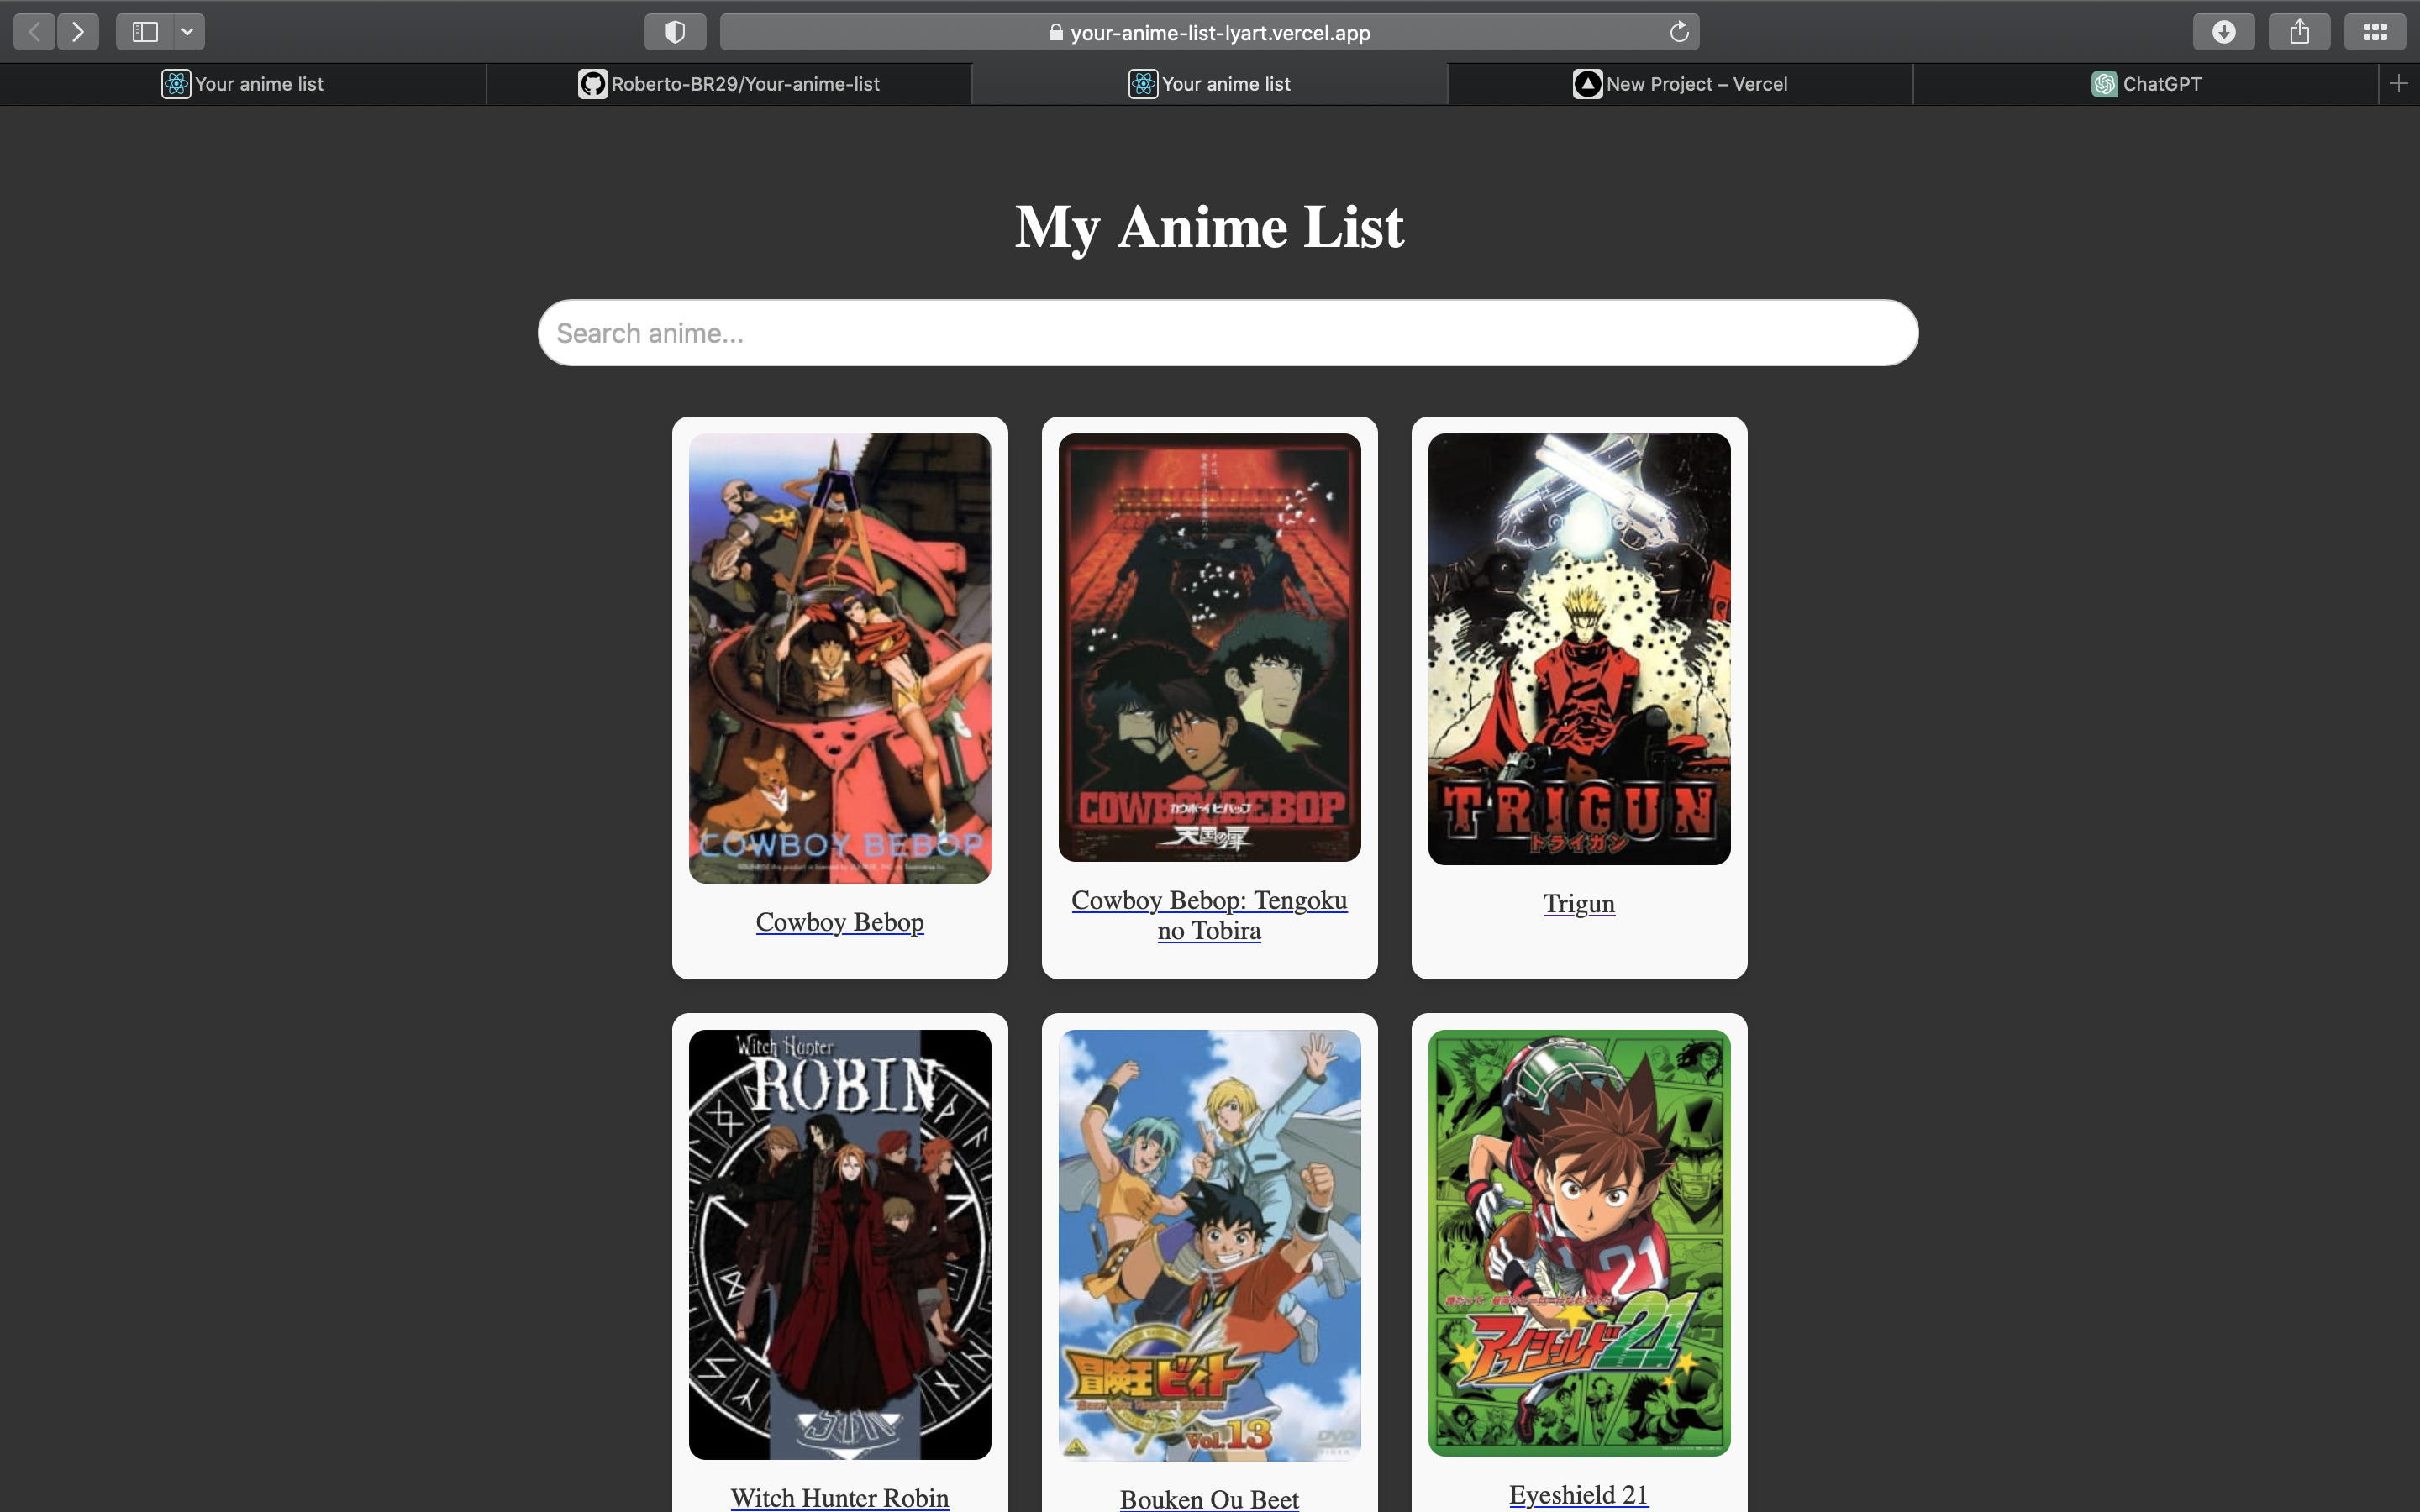 your-anime-list-lyart.vercel.app
Your anime list
Roberto-BR29/Your-anime-list
Your anime list
New Project – Vercel
ChatGPT
My Anime List
Search anime...
COWBOY BEBOP
COWBOY BEBOP
カウボーイビバップ
天国の扉
TRIGUN
トライガン
Cowboy Bebop
Cowboy Bebop: Tengoku
no Tobira
Trigun
Witch Hunter
ROBIN
冒険王ビィト
Vol.13
DVD
VIDEO
21
アイシールド21
Witch Hunter Robin
Bouken Ou Beet
Eyeshield 21